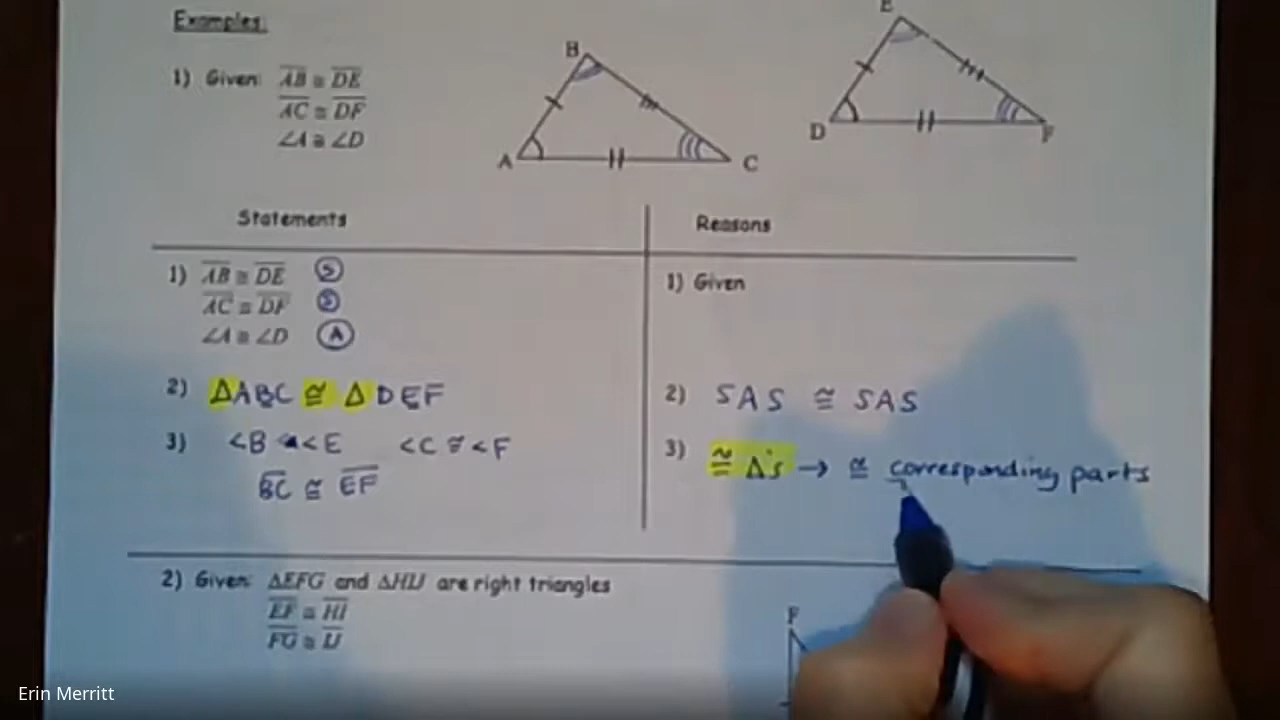 Examples:
E
B
1) Given: AB ≅ DE
AC ≅ DF
∠A ≅ ∠D
D
F
A
C
Statements
Reasons
1) AB ≅ DE (S)
AC ≅ DF (S)
∠A ≅ ∠D (A)
1) Given
2) ΔABC ≅ ΔDEF
2) SAS ≅ SAS
3) <B ≅ <E <C ≅ <F
BC ≅ EF
3) ≅ Δ's → ≅ corresponding parts
2) Given: ΔEFG and ΔHIJ are right triangles
EF ≅ HI
FG ≅ IJ
F
Erin Merritt